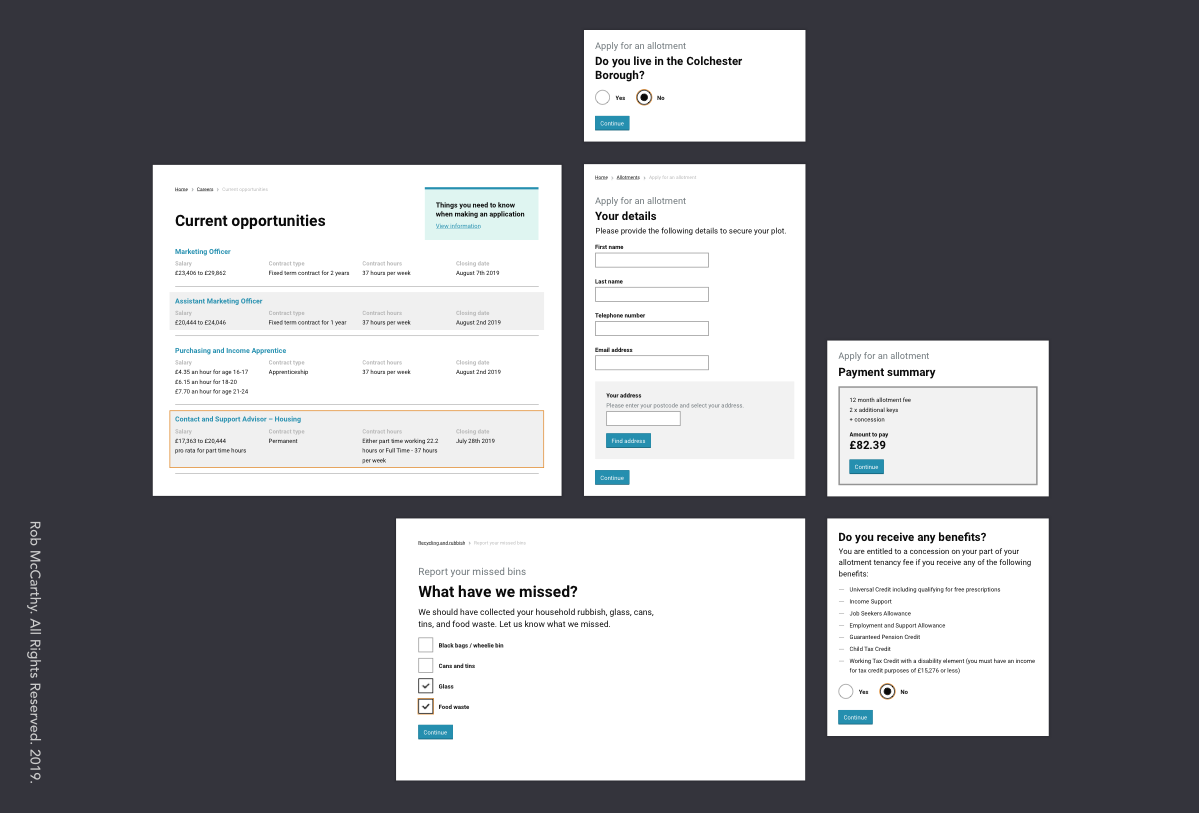 Apply for an allotment
Do you live in the Colchester
Borough?
Yes No
Continue
Home > Careers > Current opportunities
Things you need to know
when making an application
View information
Current opportunities
Marketing Officer
Salary Contract type Contract hours Closing date
£23,406 to £29,862 Fixed term contract for 2 years 37 hours per week August 7th 2019
Assistant Marketing Officer
Salary Contract type Contract hours Closing date
£20,444 to £24,046 Fixed term contract for 1 year 37 hours per week August 2nd 2019
Purchasing and Income Apprentice
Salary Contract type Contract hours Closing date
£4.35 an hour for age 16-17 Apprenticeship 37 hours per week August 2nd 2019
£6.15 an hour for 18-20
£7.70 an hour for age 21-24
Contact and Support Advisor – Housing
Salary Contract type Contract hours Closing date
£17,363 to £20,444 Permanent Either part time working 22.2 July 28th 2019
pro rata for part time hours hours or Full Time - 37 hours
per week
Home > Allotments > Apply for an allotment
Apply for an allotment
Your details
Please provide the following details to secure your plot.
First name
Last name
Telephone number
Email address
Your address
Please enter your postcode and select your address.
Find address
Continue
Apply for an allotment
Payment summary
12 month allotment fee
2 x additional keys
+ concession
Amount to pay
£82.39
Continue
Recycling and rubbish > Report your missed bins
Report your missed bins
What have we missed?
We should have collected your household rubbish, glass, cans,
tins, and food waste. Let us know what we missed.
Black bags / wheelie bin
Cans and tins
Glass
Food waste
Continue
Do you receive any benefits?
You are entitled to a concession on your part of your
allotment tenancy fee if you receive any of the following
benefits:
— Universal Credit including qualifying for free prescriptions
— Income Support
— Job Seekers Allowance
— Employment and Support Allowance
— Guaranteed Pension Credit
— Child Tax Credit
— Working Tax Credit with a disability element (you must have an income
for tax credit purposes of £15,276 or less)
Yes No
Continue
Rob McCarthy. All Rights Reserved. 2019.